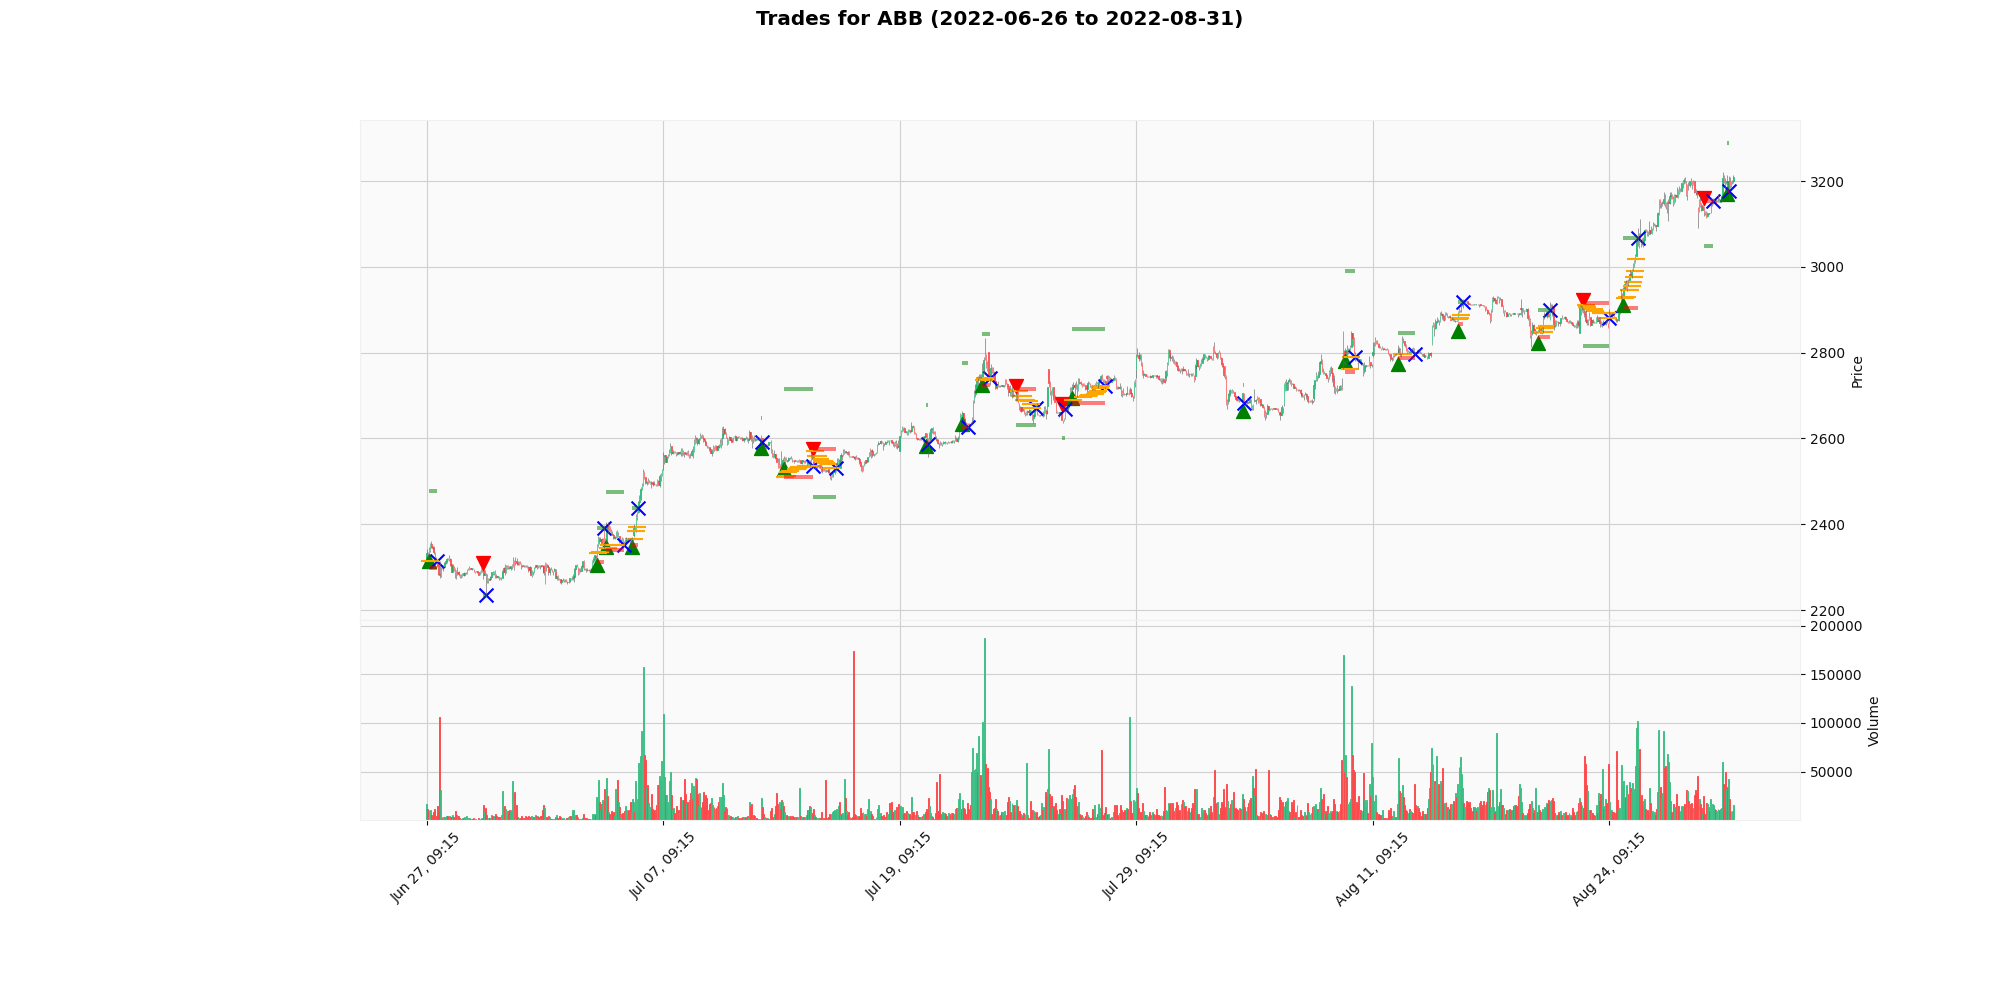 Trades for ABB (2022-06-26 to 2022-08-31)
3200
3000
2800
2600
2400
2200
Price
200000
150000
100000
50000
Volume
Jun 27, 09:15
Jul 07, 09:15
Jul 19, 09:15
Jul 29, 09:15
Aug 11, 09:15
Aug 24, 09:15